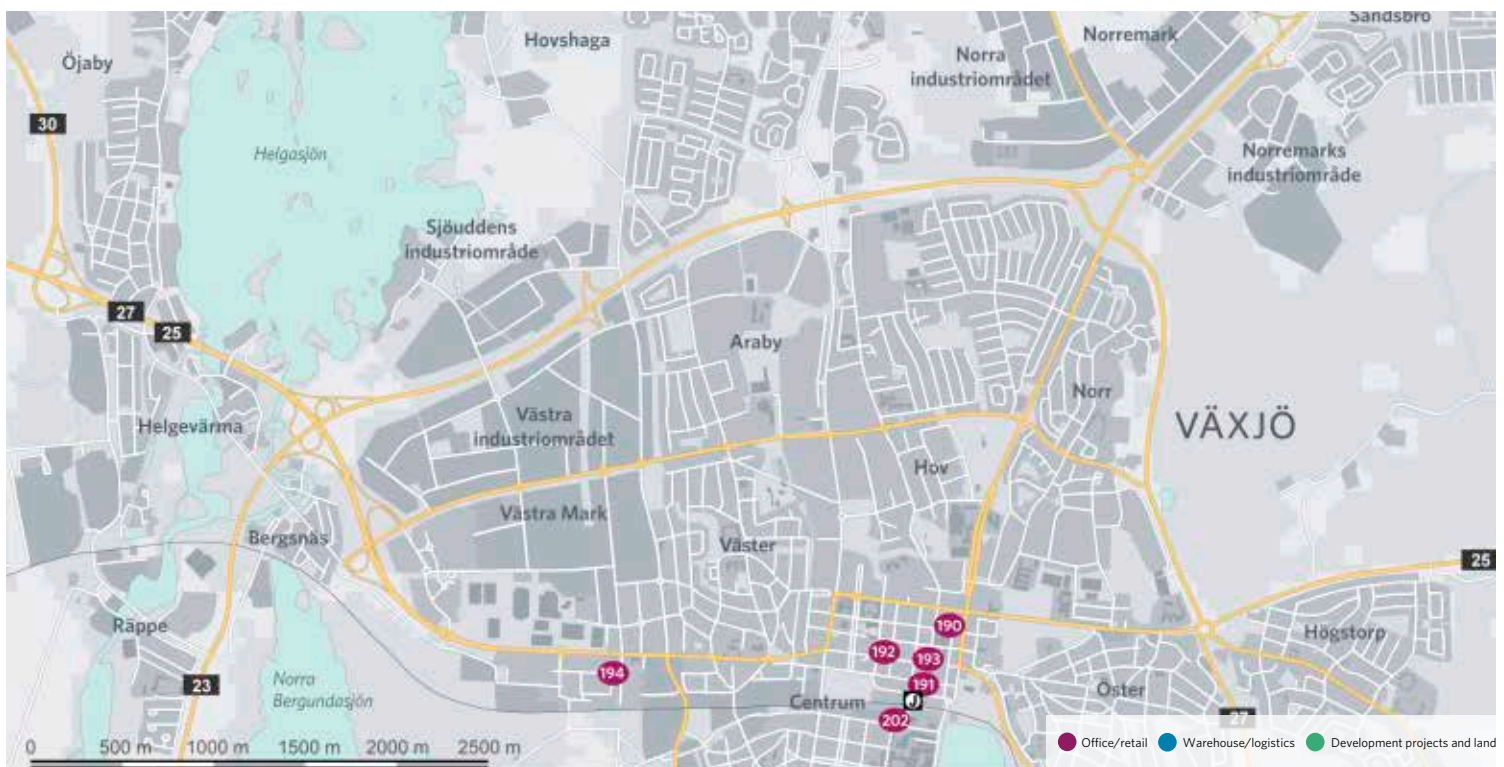 Sandsbro
Norremark
Hovshaga
Norra
industriområdet
Öjaby
30
Helgasjön
Norremarks
industriområde
Sjöuddens
industriområde
27
25
Araby
Norr
VÄXJÖ
Helgevärma
Västra
industriområdet
Hov
Västra Mark
Bergsnäs
Väster
25
Räppe
190
Högstorp
192
193
194
191
23
Norra
Bergundasjön
Öster
Centrum
J
202
27
0 500 m 1000 m 1500 m 2000 m 2500 m
Office/retail Warehouse/logistics Development projects and land